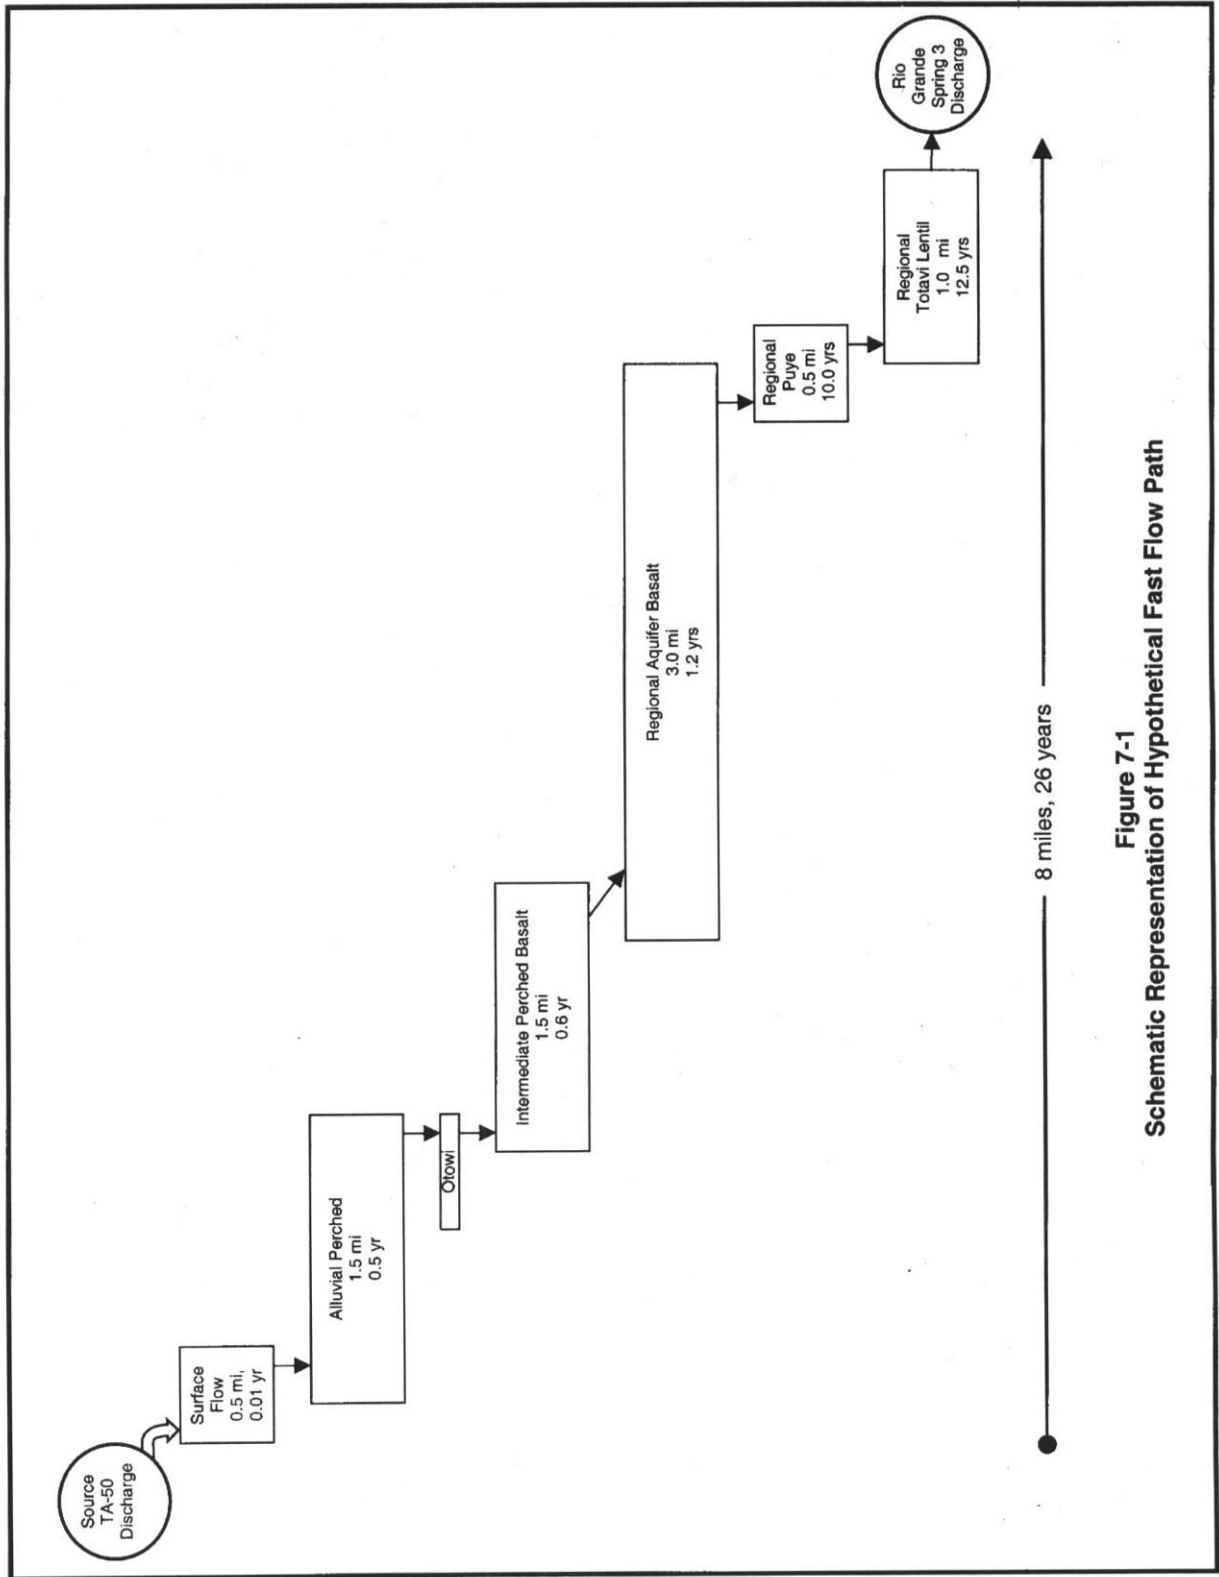 Source
TA-50
Discharge
Surface
Flow
0.5 mi,
0.01 yr
Alluvial Perched
1.5 mi
0.5 yr
Otowi
Intermediate Perched Basalt
1.5 mi
0.6 yr
Regional Aquifer Basalt
3.0 mi
1.2 yrs
Regional
Puye
0.5 mi
10.0 yrs
Regional
Totavi Lentil
1.0 mi
12.5 yrs
Rio
Grande
Spring 3
Discharge
8 miles, 26 years
Figure 7-1
Schematic Representation of Hypothetical Fast Flow Path